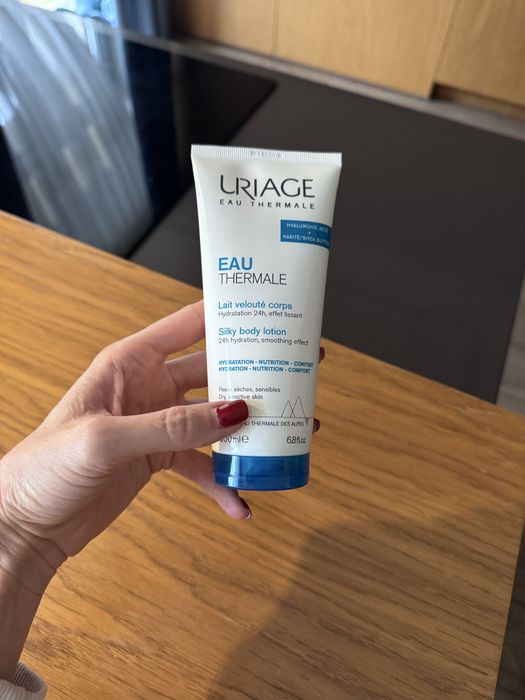 URIAGE
EAU THERMALE
HYALURONIC ACID
+
KARITÉ/SHEA BUTTER
EAU
THERMALE
Lait velouté corps
Hydratation 24h, effet lissant
Silky body lotion
24h hydration, smoothing effect
HYDRATATION - NUTRITION - CONFORT
HYDRATION - NUTRITION - COMFORT
Peaux sèches, sensibles
Dry, sensitive skin
EAU THERMALE DES ALPES
200ml e 6.8fl.oz.